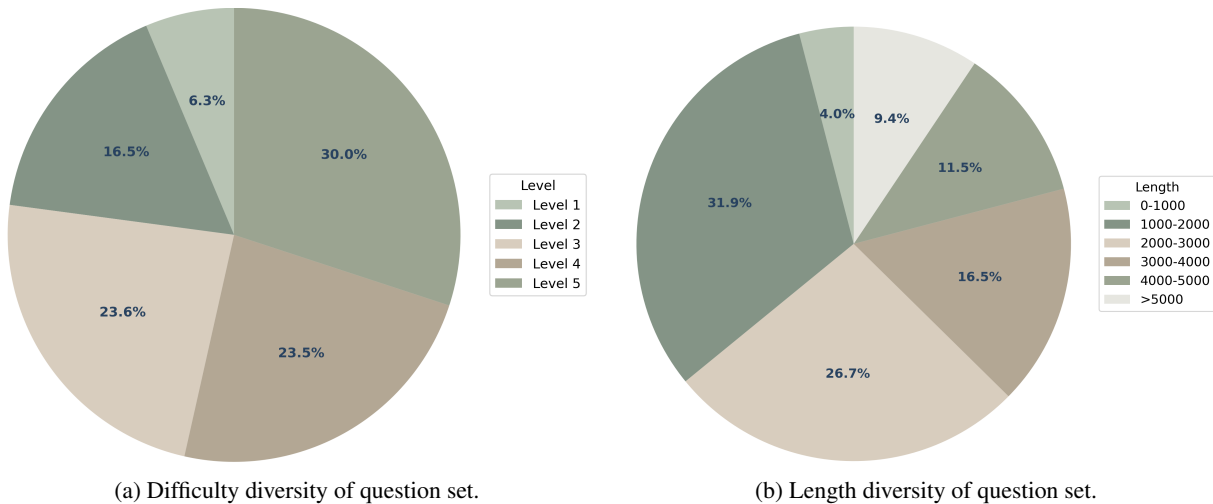 6.3%
16.5%
30.0%
23.6%
23.5%
Level
Level 1
Level 2
Level 3
Level 4
Level 5
(a) Difficulty diversity of question set.
4.0%
9.4%
11.5%
31.9%
16.5%
26.7%
Length
0-1000
1000-2000
2000-3000
3000-4000
4000-5000
>5000
(b) Length diversity of question set.